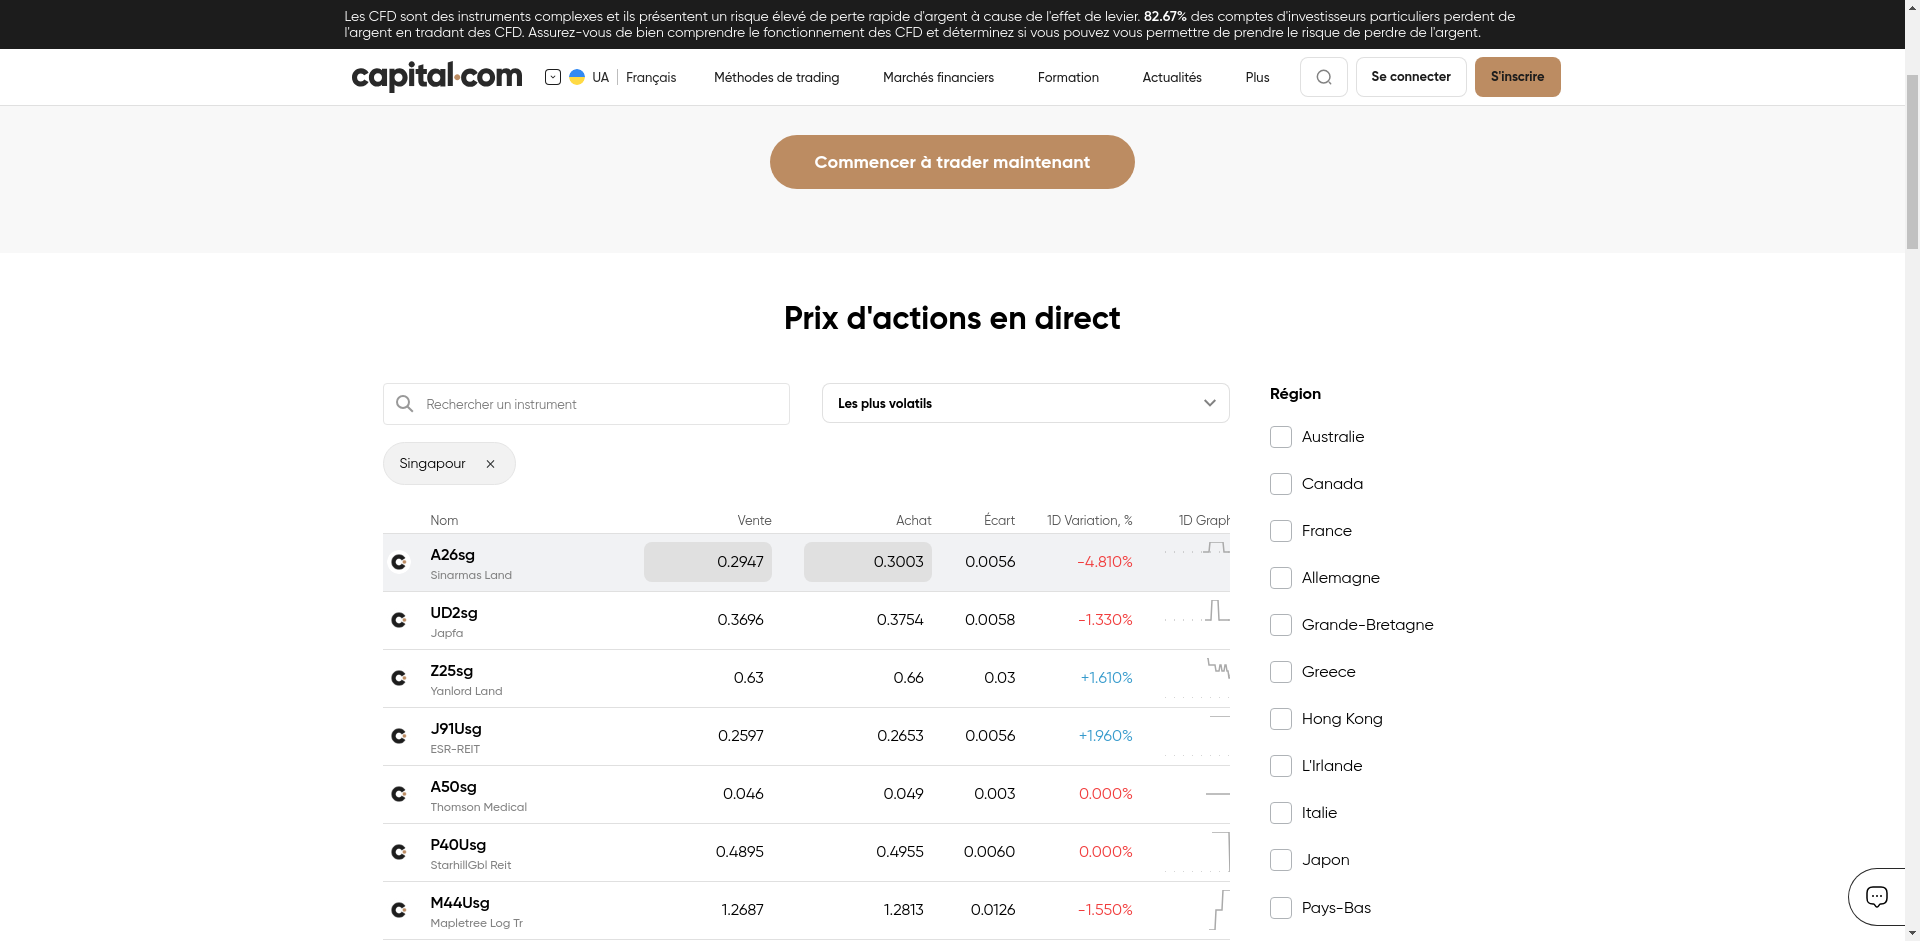 Les CFD sont des instruments complexes et ils présentent un risque élevé de perte rapide d'argent à cause de l'effet de levier. 82.67% des comptes d'investisseurs particuliers perdent de
l'argent en tradant des CFD. Assurez-vous de bien comprendre le fonctionnement des CFD et déterminez si vous pouvez vous permettre de prendre le risque de perdre de l'argent.
capital.com UA Français Méthodes de trading Marchés financiers Formation Actualités Plus Se connecter S'inscrire
Commencer à trader maintenant
Prix d'actions en direct
Rechercher un instrument
Les plus volatils
Singapour
Nom Vente Achat Écart 1D Variation, % 1D Graph
A26sg 0.2947 0.3003 0.0056 -4.810%
Sinarmas Land
UD2sg 0.3696 0.3754 0.0058 -1.330%
Japfa
Z25sg 0.63 0.66 0.03 +1.610%
Yanlord Land
J91Usg 0.2597 0.2653 0.0056 +1.960%
ESR-REIT
A50sg 0.046 0.049 0.003 0.000%
Thomson Medical
P40Usg 0.4895 0.4955 0.0060 0.000%
StarhillGbl Reit
M44Usg 1.2687 1.2813 0.0126 -1.550%
Mapletree Log Tr
Région
Australie
Canada
France
Allemagne
Grande-Bretagne
Greece
Hong Kong
L'Irlande
Italie
Japon
Pays-Bas